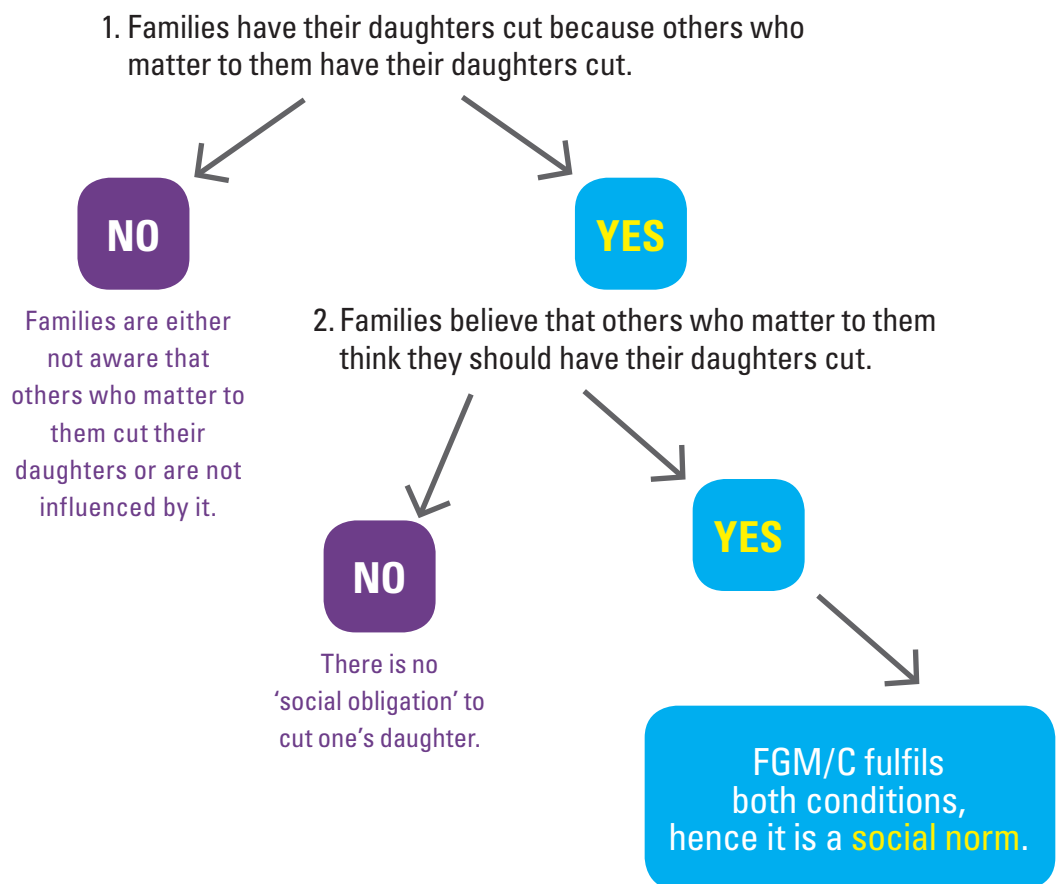 1. Families have their daughters cut because others who
matter to them have their daughters cut.
NO
YES
Families are either
not aware that
others who matter to
them cut their
daughters or are not
influenced by it.
2. Families believe that others who matter to them
think they should have their daughters cut.
NO
YES
There is no
‘social obligation’ to
cut one’s daughter.
FGM/C fulfils
both conditions,
hence it is a social norm.